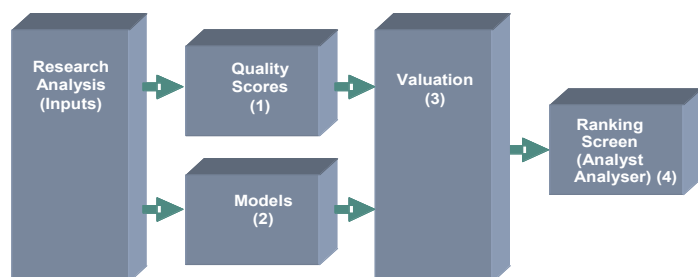 Research
Analysis
(Inputs)
Quality
Scores
(1)
Models
(2)
Valuation
(3)
Ranking
Screen
(Analyst
Analyser) (4)